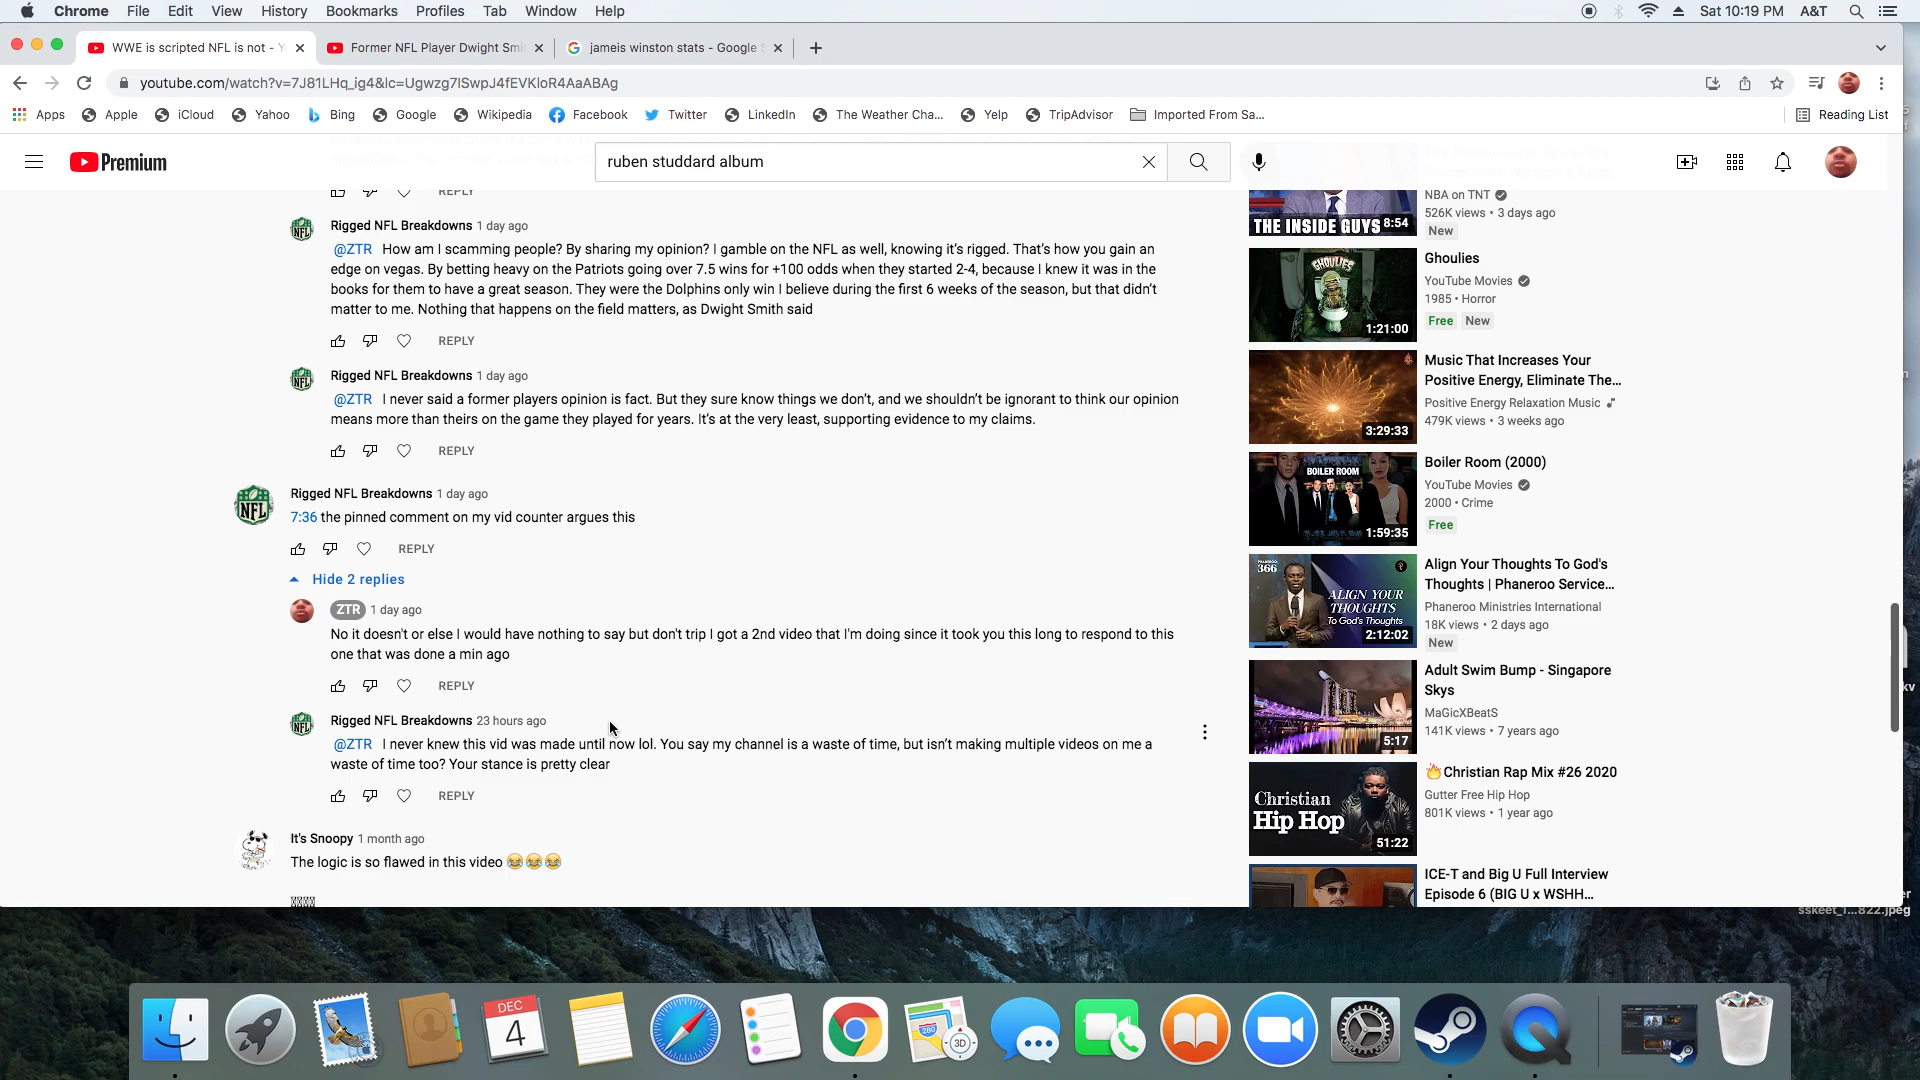 Chrome File Edit View History Bookmarks Profiles Tab Window Help Sat 10:19 PM A&T
WWE is scripted NFL is not - Former NFL Player Dwight Smi jameis winston stats - Google
youtube.com/watch?v=7J81LHq_ig4&lc=Ugwzg7ISwpJ4fEVKloR4AaABAg
Apps Apple iCloud Yahoo Bing Google Wikipedia Facebook Twitter LinkedIn The Weather Cha... Yelp TripAdvisor Imported From Sa... Reading List
Premium
ruben studdard album
REPLY
Rigged NFL Breakdowns 1 day ago
@ZTR How am I scamming people? By sharing my opinion? I gamble on the NFL as well, knowing it's rigged. That's how you gain an
edge on vegas. By betting heavy on the Patriots going over 7.5 wins for +100 odds when they started 2-4, because I knew it was in the
books for them to have a great season. They were the Dolphins only win I believe during the first 6 weeks of the season, but that didn't
matter to me. Nothing that happens on the field matters, as Dwight Smith said
REPLY
Rigged NFL Breakdowns 1 day ago
@ZTR I never said a former players opinion is fact. But they sure know things we don't, and we shouldn't be ignorant to think our opinion
means more than theirs on the game they played for years. It's at the very least, supporting evidence to my claims.
REPLY
NFL
Rigged NFL Breakdowns 1 day ago
7:36 the pinned comment on my vid counter argues this
REPLY
Hide 2 replies
ZTR 1 day ago
No it doesn't or else I would have nothing to say but don't trip I got a 2nd video that I'm doing since it took you this long to respond to this
one that was done a min ago
REPLY
Rigged NFL Breakdowns 23 hours ago
@ZTR I never knew this vid was made until now lol. You say my channel is a waste of time, but isn't making multiple videos on me a
waste of time too? Your stance is pretty clear
REPLY
It's Snoopy 1 month ago
The logic is so flawed in this video 😂😂😂
THE INSIDE GUYS 8:54
NBA on TNT
526K views • 3 days ago
New
GHOULIES
1:21:00
Ghoulies
YouTube Movies
1985 • Horror
Free New
3:29:33
Music That Increases Your
Positive Energy, Eliminate The...
Positive Energy Relaxation Music
479K views • 3 weeks ago
BOILER ROOM
1:59:35
Boiler Room (2000)
YouTube Movies
2000 • Crime
Free
PHANEROO
366
ALIGN YOUR
THOUGHTS
To God's Thoughts
2:12:02
Align Your Thoughts To God's
Thoughts | Phaneroo Service...
Phaneroo Ministries International
18K views • 2 days ago
New
5:17
Adult Swim Bump - Singapore
Skys
MaGicXBeatS
141K views • 7 years ago
Christian
Hip Hop
51:22
🔥Christian Rap Mix #26 2020
Gutter Free Hip Hop
801K views • 1 year ago
ICE-T and Big U Full Interview
Episode 6 (BIG U x WSHH...
sskeet_l...822.jpeg
DEC
4
280
3D